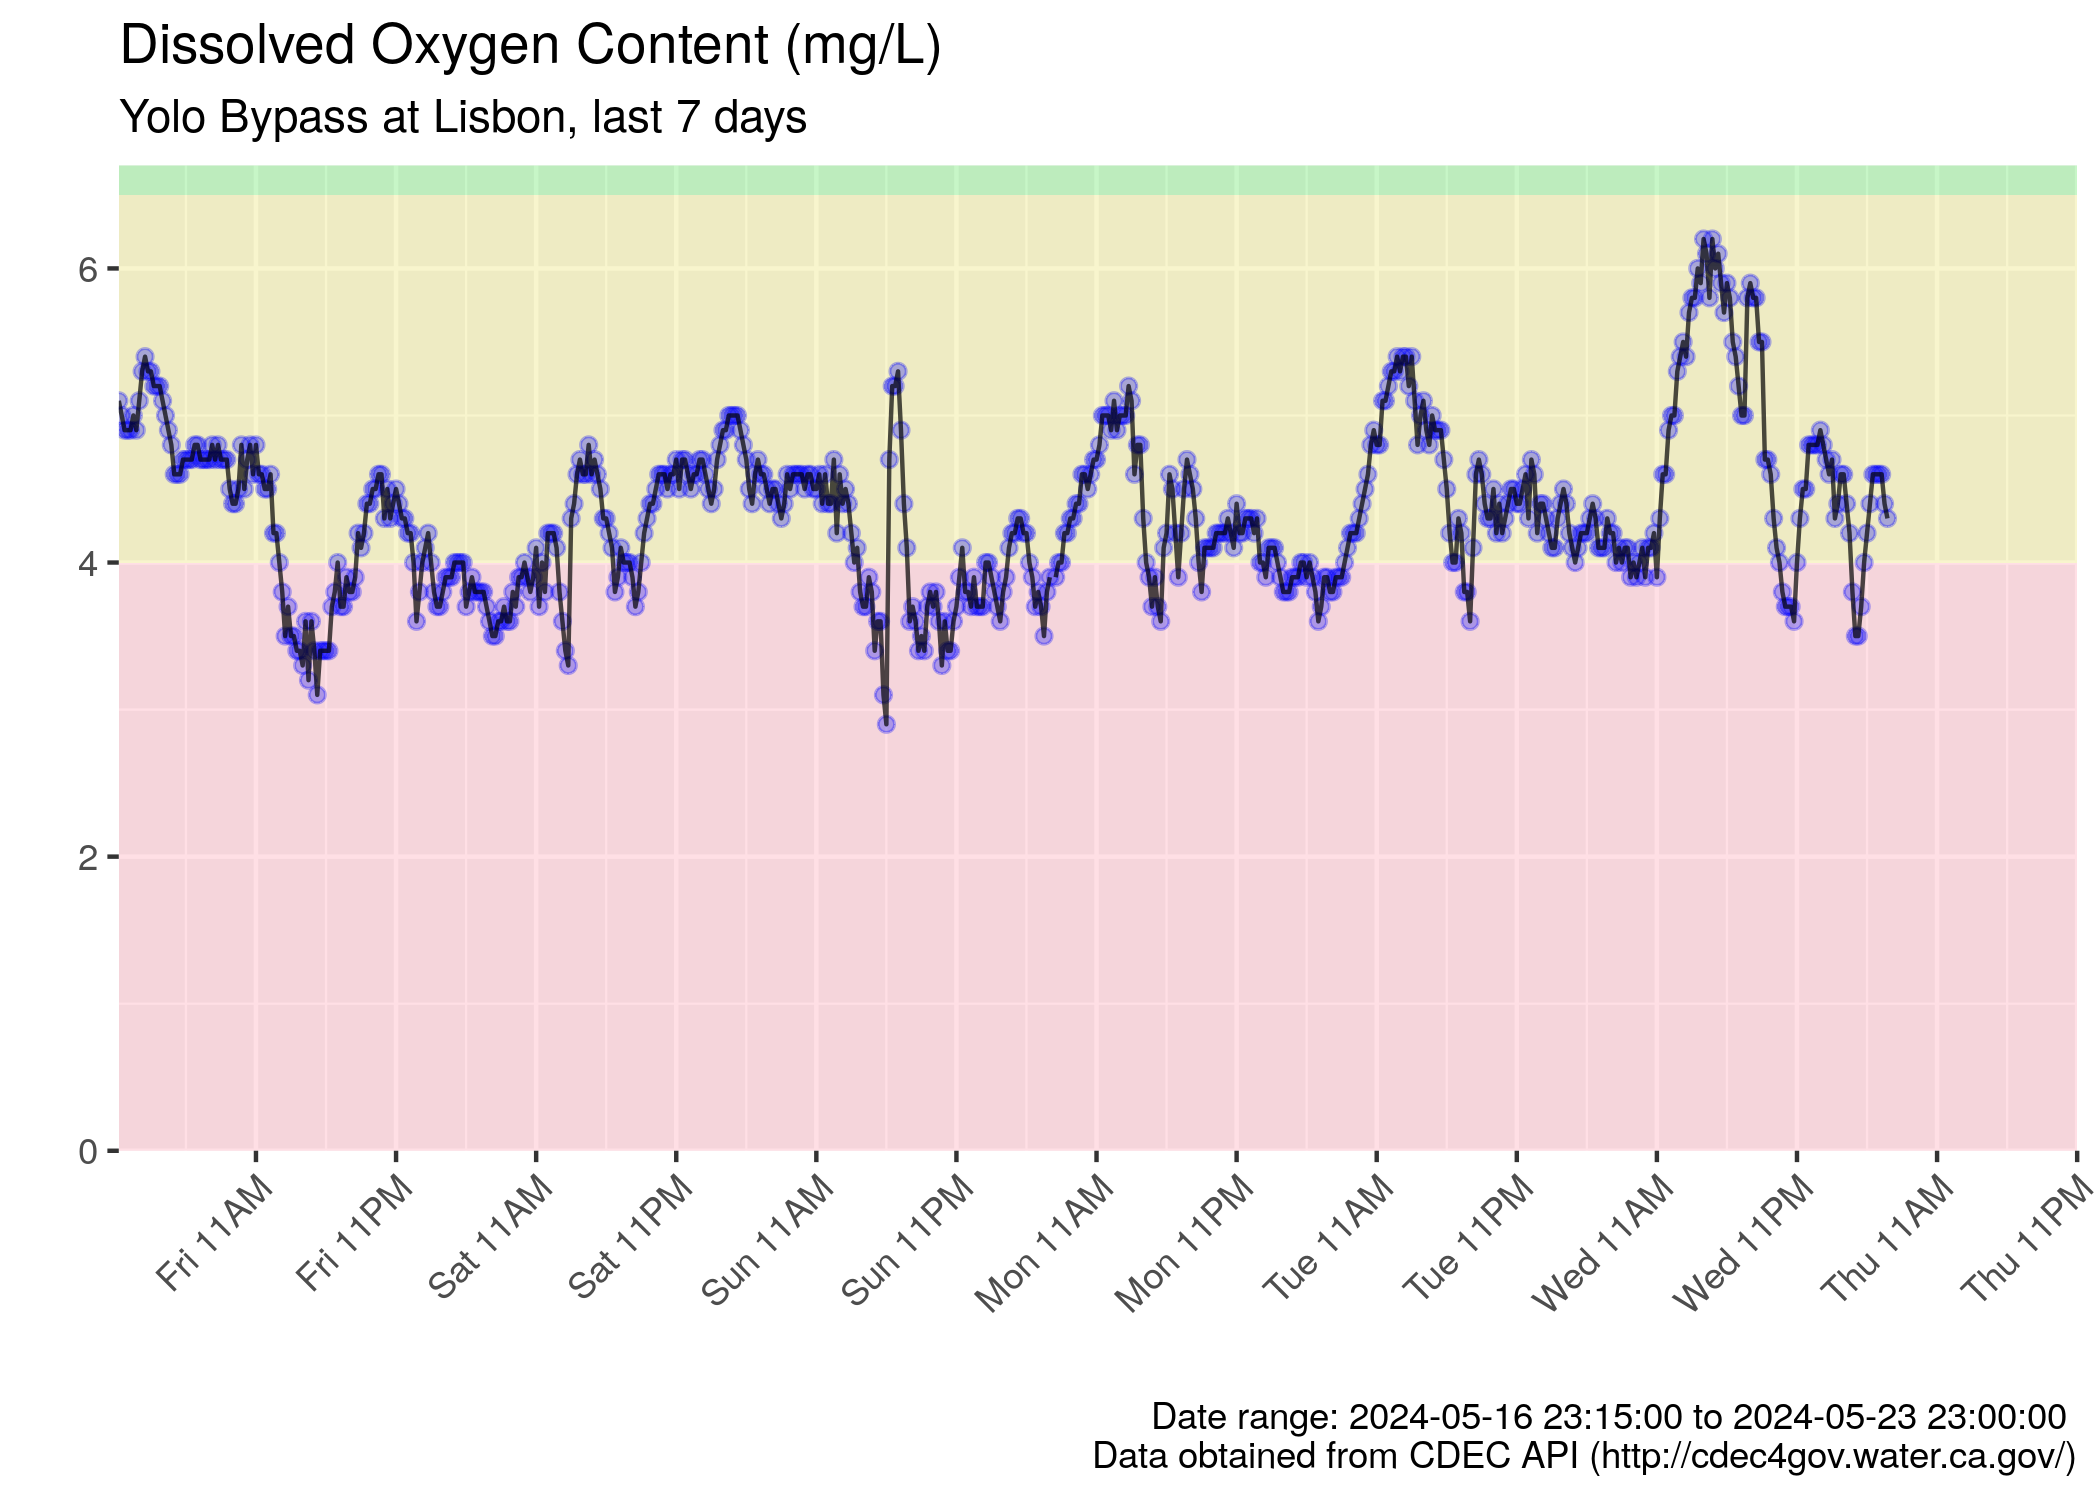 Dissolved Oxygen Content (mg/L)
Yolo Bypass at Lisbon, last 7 days
6
4
2
0
Fri 11AM
Fri 11PM
Sat 11AM
Sat 11PM
Sun 11AM
Sun 11PM
Mon 11AM
Mon 11PM
Tue 11AM
Tue 11PM
Wed 11AM
Wed 11PM
Thu 11AM
Thu 11PM
Date range: 2024-05-16 23:15:00 to 2024-05-23 23:00:00
Data obtained from CDEC API (http://cdec4gov.water.ca.gov/)